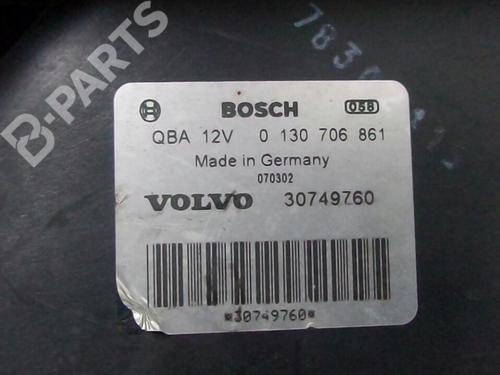 B-PARTS
BOSCH 058
QBA 12V 0 130 706 861
Made in Germany
070302
VOLVO 30749760
*30749760*